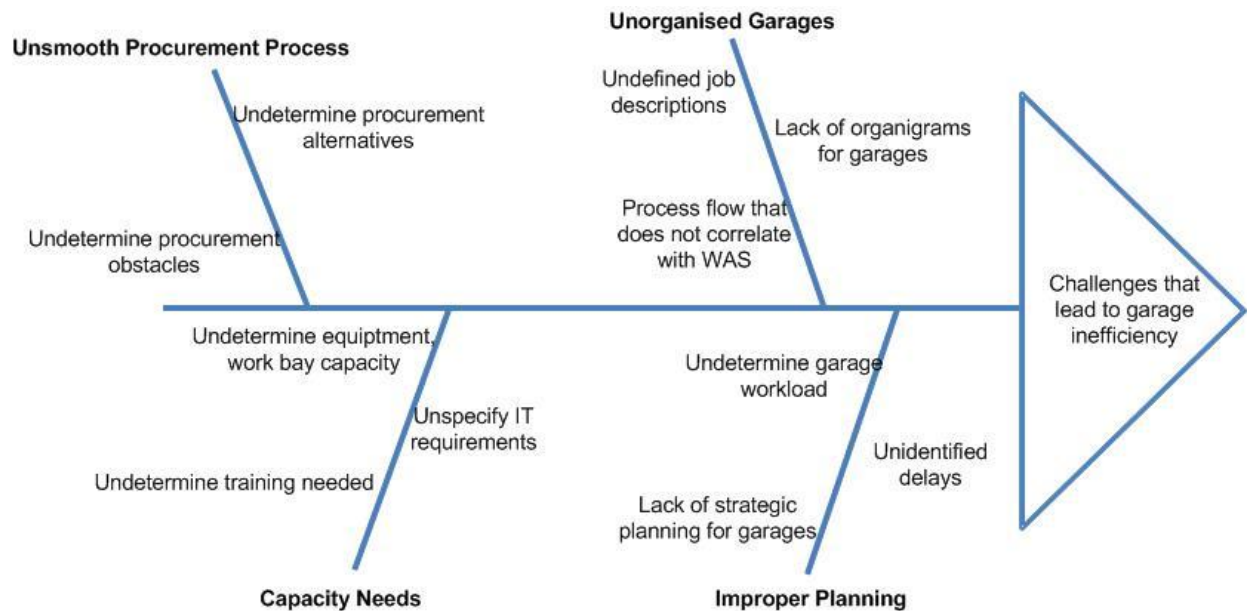 Unsmooth Procurement Process
Undetermine procurement
alternatives
Undetermine procurement
obstacles
Unorganised Garages
Undefined job
descriptions
Lack of organigrams
for garages
Process flow that
does not correlate
with WAS
Challenges that
lead to garage
inefficiency
Undetermine equiptment,
work bay capacity
Unspecify IT
requirements
Undetermine training needed
Capacity Needs
Undetermine garage
workload
Unidentified
delays
Lack of strategic
planning for garages
Improper Planning